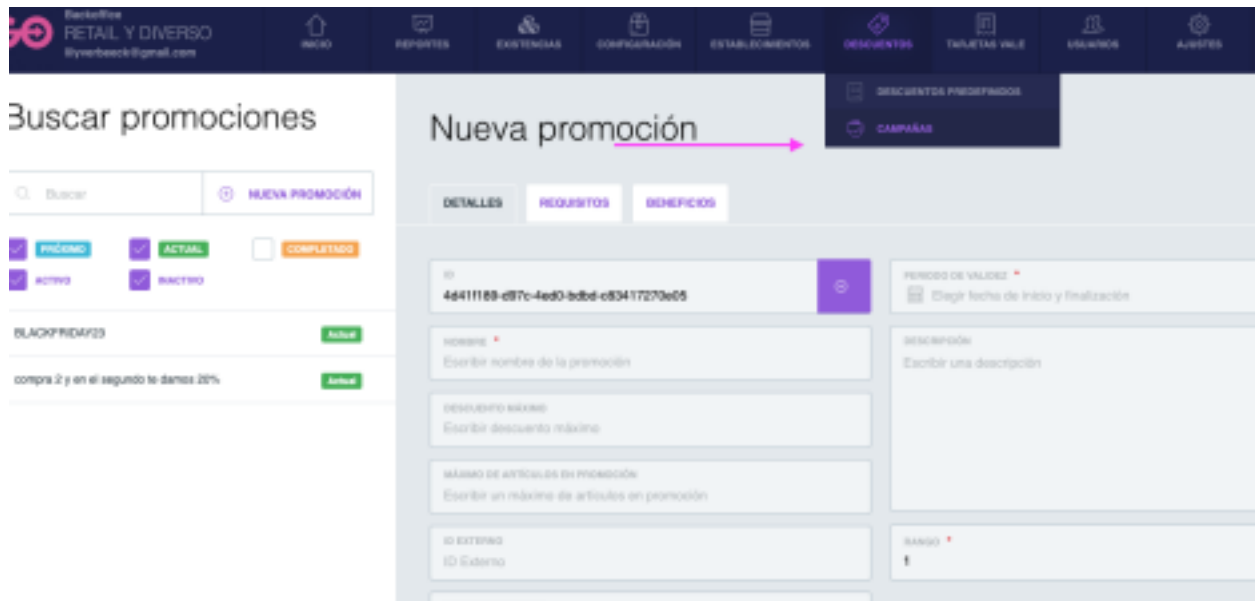 GO
Backoffice
RETAIL Y DIVERSO
lilyverbeeck@gmail.com
INICIO
REPORTES
EXISTENCIAS
CONFIGURACIÓN
ESTABLECIMIENTOS
DESCUENTOS
TARJETAS VALE
USUARIOS
AJUSTES
DESCUENTOS PREDEFINIDOS
CAMPAÑAS
Buscar promociones
Buscar
NUEVA PROMOCIÓN
PRÓXIMO
ACTUAL
COMPLETADO
ACTIVO
INACTIVO
BLACKFRIDAY23
Actual
compra 2 y en el segundo te damos 20%
Actual
Nueva promoción
DETALLES
REQUISITOS
BENEFICIOS
ID
4d41f189-d97c-4ed0-bdbd-c83417270e05
PERIODO DE VALIDEZ *
Elegir fecha de inicio y finalización
NOMBRE *
Escribir nombre de la promoción
DESCRIPCIÓN
Escribir una descripción
DESCUENTO MÁXIMO
Escribir descuento máximo
MÁXIMO DE ARTÍCULOS EN PROMOCIÓN
Escribir un máximo de artículos en promoción
ID EXTERNO
ID Externo
RANGO *
1